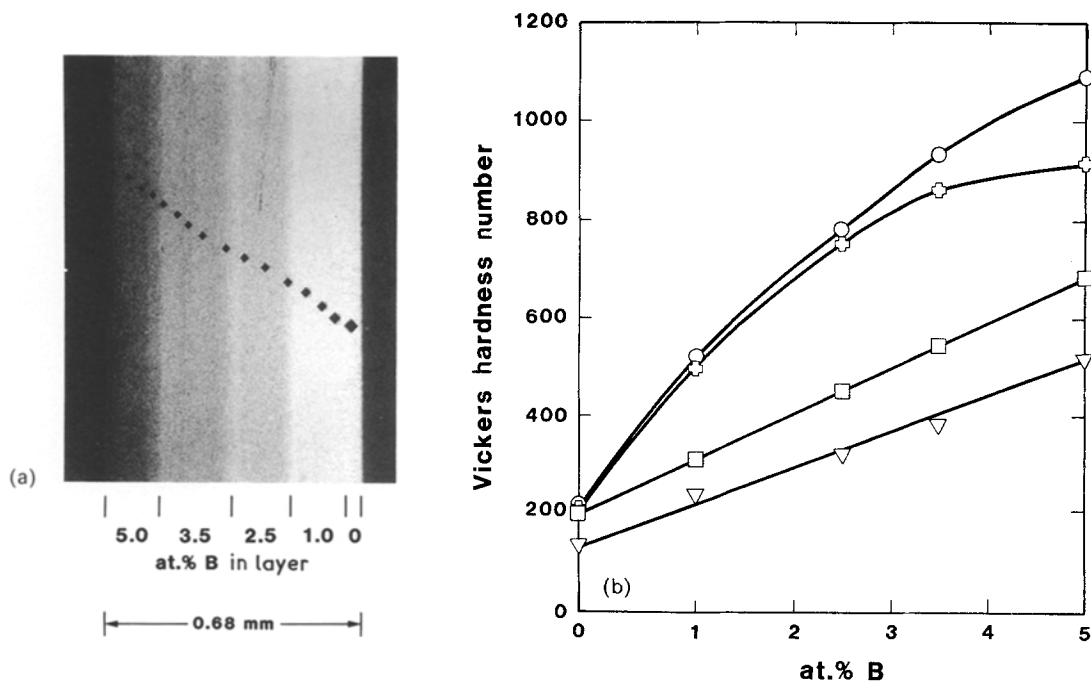 (a)
5.0 3.5 2.5 1.0 0
at.% B in layer
0.68 mm
Vickers hardness number
1200
1000
800
600
400
200
0
(b)
0 1 2 3 4 5
at.% B